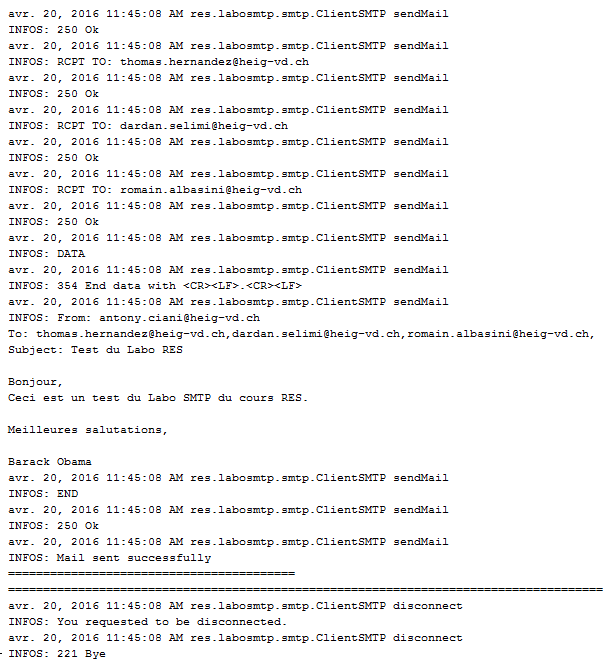 avr. 20, 2016 11:45:08 AM res.labosmtp.smtp.ClientSMTP sendMail
INFOS: 250 Ok
avr. 20, 2016 11:45:08 AM res.labosmtp.smtp.ClientSMTP sendMail
INFOS: RCPT TO: thomas.hernandez@heig-vd.ch
avr. 20, 2016 11:45:08 AM res.labosmtp.smtp.ClientSMTP sendMail
INFOS: 250 Ok
avr. 20, 2016 11:45:08 AM res.labosmtp.smtp.ClientSMTP sendMail
INFOS: RCPT TO: dardan.selimi@heig-vd.ch
avr. 20, 2016 11:45:08 AM res.labosmtp.smtp.ClientSMTP sendMail
INFOS: 250 Ok
avr. 20, 2016 11:45:08 AM res.labosmtp.smtp.ClientSMTP sendMail
INFOS: RCPT TO: romain.albasini@heig-vd.ch
avr. 20, 2016 11:45:08 AM res.labosmtp.smtp.ClientSMTP sendMail
INFOS: 250 Ok
avr. 20, 2016 11:45:08 AM res.labosmtp.smtp.ClientSMTP sendMail
INFOS: DATA
avr. 20, 2016 11:45:08 AM res.labosmtp.smtp.ClientSMTP sendMail
INFOS: 354 End data with <CR><LF>.<CR><LF>
avr. 20, 2016 11:45:08 AM res.labosmtp.smtp.ClientSMTP sendMail
INFOS: From: antony.ciani@heig-vd.ch
To: thomas.hernandez@heig-vd.ch,dardan.selimi@heig-vd.ch,romain.albasini@heig-vd.ch,
Subject: Test du Labo RES
Bonjour,
Ceci est un test du Labo SMTP du cours RES.
Meilleures salutations,
Barack Obama
avr. 20, 2016 11:45:08 AM res.labosmtp.smtp.ClientSMTP sendMail
INFOS: END
avr. 20, 2016 11:45:08 AM res.labosmtp.smtp.ClientSMTP sendMail
INFOS: 250 Ok
avr. 20, 2016 11:45:08 AM res.labosmtp.smtp.ClientSMTP sendMail
INFOS: Mail sent successfully
=========================================
=====================================================================================
avr. 20, 2016 11:45:08 AM res.labosmtp.smtp.ClientSMTP disconnect
INFOS: You requested to be disconnected.
avr. 20, 2016 11:45:08 AM res.labosmtp.smtp.ClientSMTP disconnect
INFOS: 221 Bye